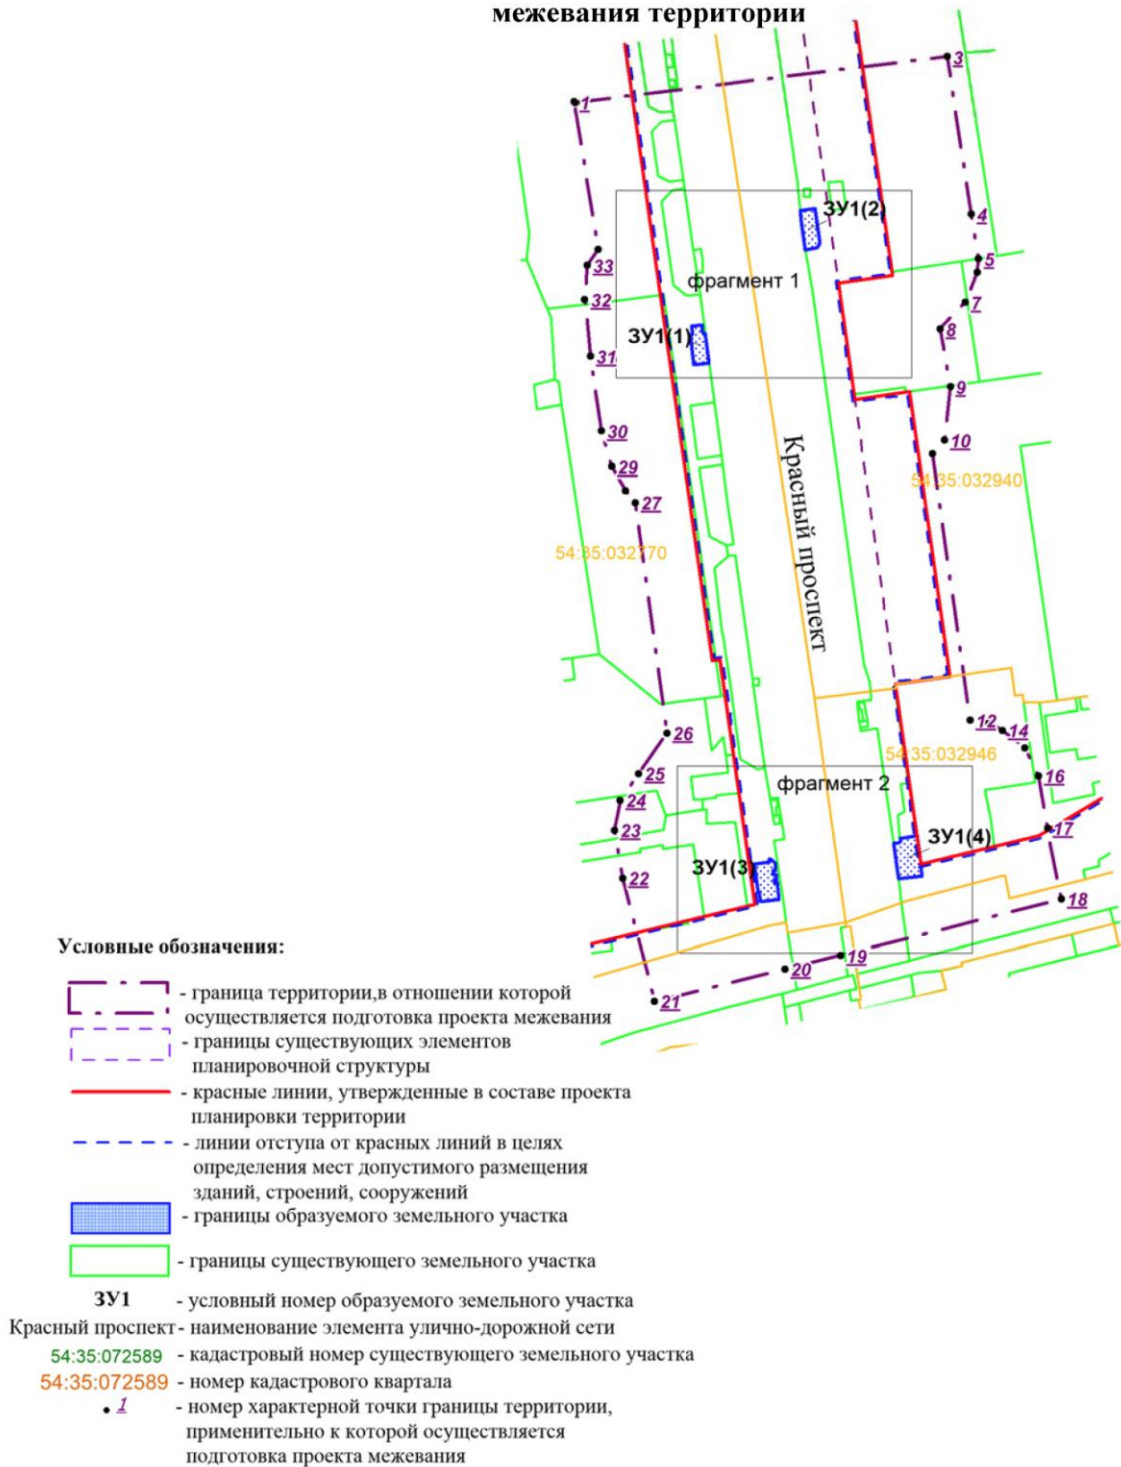 межевания территории
3
1
4
ЗУ1(2)
5
33
фрагмент 1
32
7
8
ЗУ1(1)
31
9
30
10
Красный проспект
29
54:35:032940
27
54:35:032770
12
26
14
54:35:032946
25
16
фрагмент 2
24
17
23
ЗУ1(4)
ЗУ1(3)
22
18
19
20
21
Условные обозначения:
- граница территории,в отношении которой
осуществляется подготовка проекта межевания
- границы существующих элементов
планировочной структуры
- красные линии, утвержденные в составе проекта
планировки территории
- линии отступа от красных линий в целях
определения мест допустимого размещения
зданий, строений, сооружений
- границы образуемого земельного участка
- границы существующего земельного участка
ЗУ1 - условный номер образуемого земельного участка
Красный проспект- наименование элемента улично-дорожной сети
54:35:072589 - кадастровый номер существующего земельного участка
54:35:072589 - номер кадастрового квартала
1 - номер характерной точки границы территории,
применительно к которой осуществляется
подготовка проекта межевания